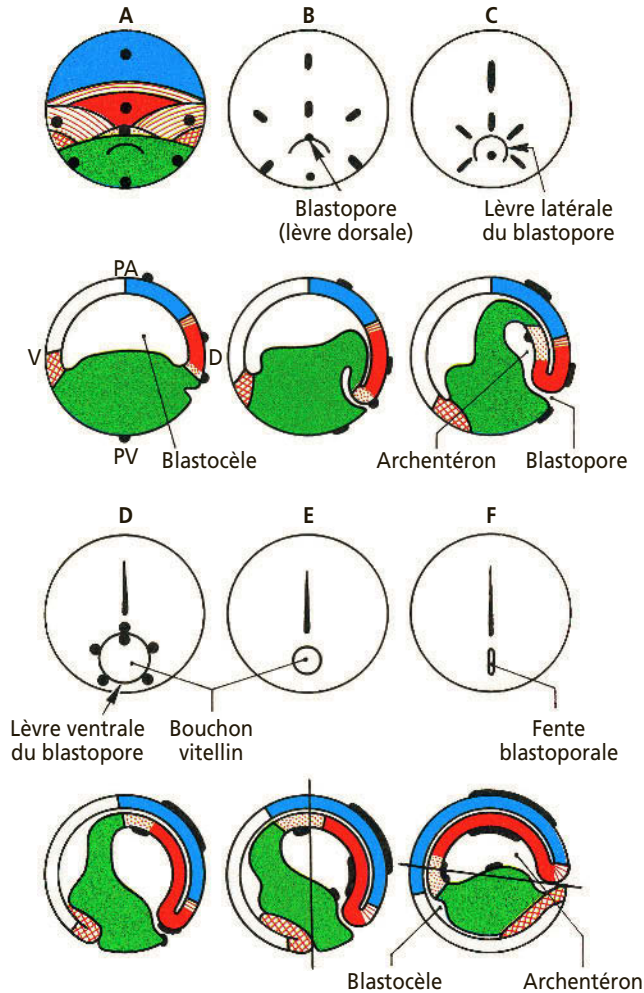 A
B
C
Blastopore
(lèvre dorsale)
Lèvre latérale
du blastopore
PA
V
D
PV
Blastocèle
Archentéron
Blastopore
D
E
F
Lèvre ventrale
du blastopore
Bouchon
vitellin
Fente
blastoporale
Blastocèle
Archentéron